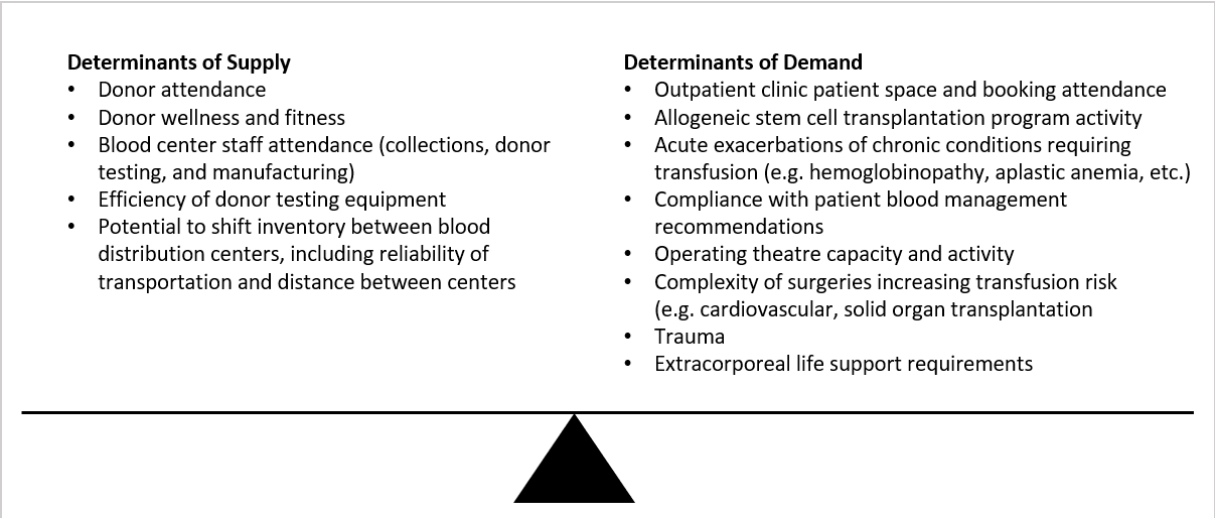 Determinants of Supply
• Donor attendance
• Donor wellness and fitness
• Blood center staff attendance (collections, donor
testing, and manufacturing)
• Efficiency of donor testing equipment
• Potential to shift inventory between blood
distribution centers, including reliability of
transportation and distance between centers
Determinants of Demand
• Outpatient clinic patient space and booking attendance
• Allogeneic stem cell transplantation program activity
• Acute exacerbations of chronic conditions requiring
transfusion (e.g. hemoglobinopathy, aplastic anemia, etc.)
• Compliance with patient blood management
recommendations
• Operating theatre capacity and activity
• Complexity of surgeries increasing transfusion risk
(e.g. cardiovascular, solid organ transplantation
• Trauma
• Extracorporeal life support requirements